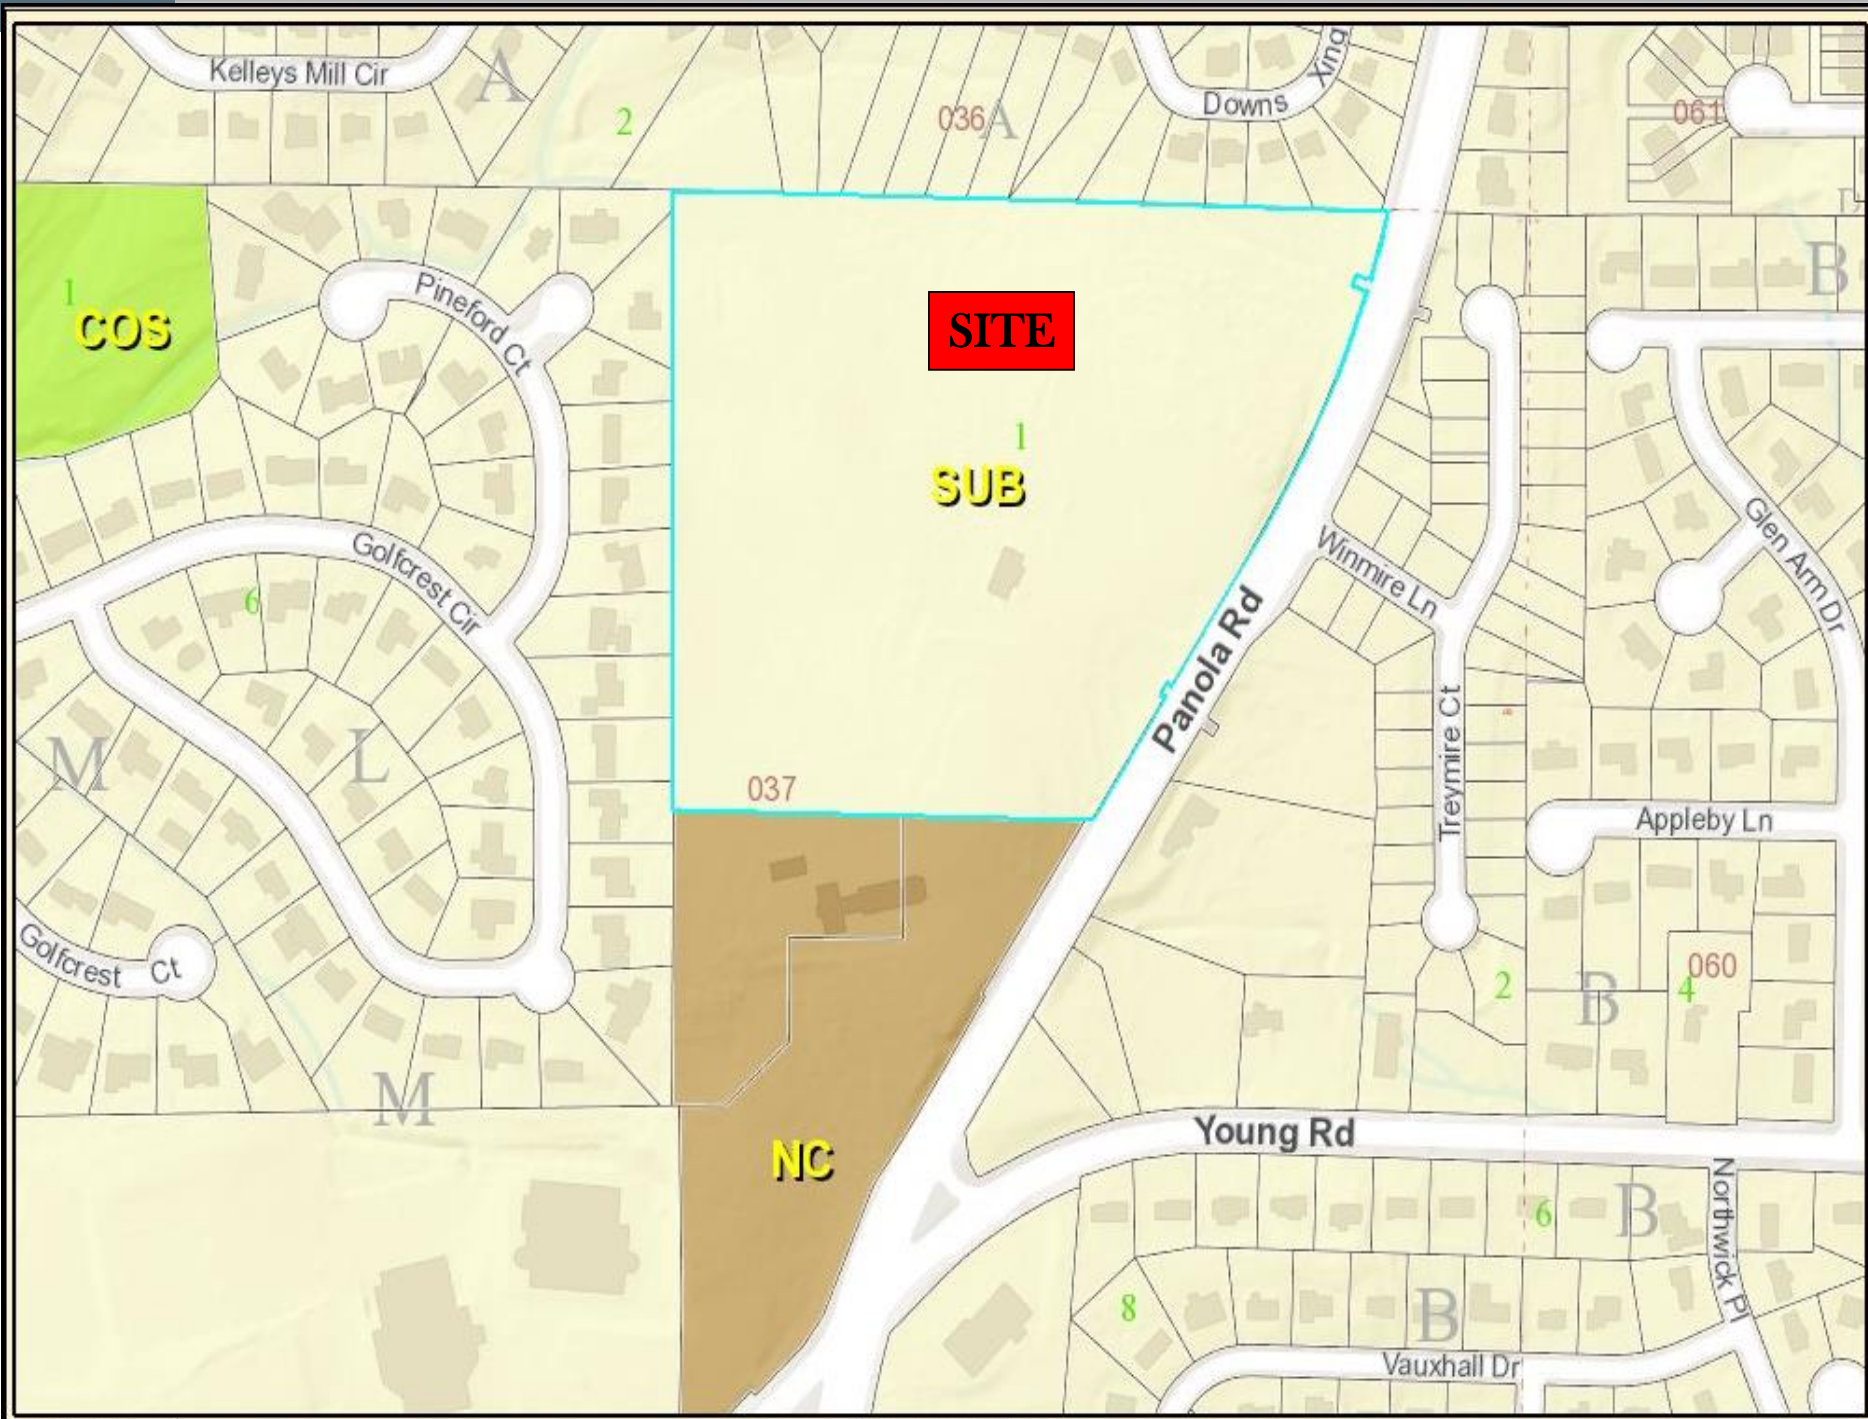 Kelleys Mill Cir
A
2
036
A
Downs
Xing
061
D
1
COS
Pineford Ct
SITE
B
1
SUB
Golfcrest Cir
6
Winmire Ln
Glen Arm Dr
Panola Rd
M
L
037
Treymire Ct
Appleby Ln
Golfcrest Ct
2
B
4
060
M
NC
Young Rd
6
B
Northwick Pl
8
B
Vauxhall Dr